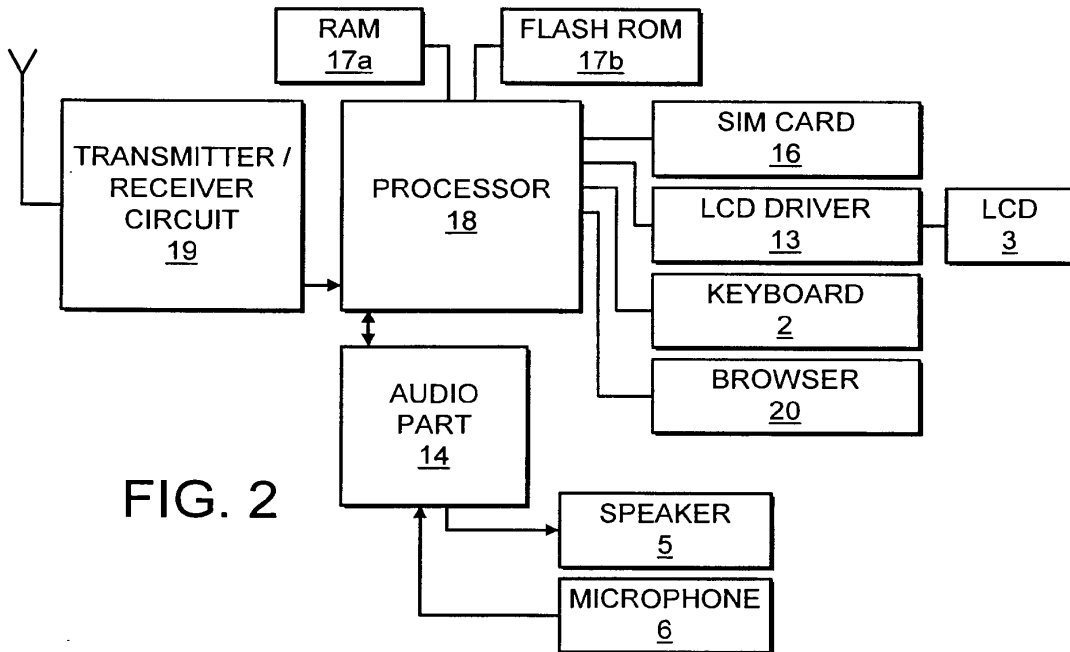 RAM
17a
FLASH ROM
17b
TRANSMITTER /
RECEIVER
CIRCUIT
19
PROCESSOR
18
SIM CARD
16
LCD DRIVER
13
LCD
3
KEYBOARD
2
BROWSER
20
AUDIO
PART
14
FIG. 2
SPEAKER
5
MICROPHONE
6